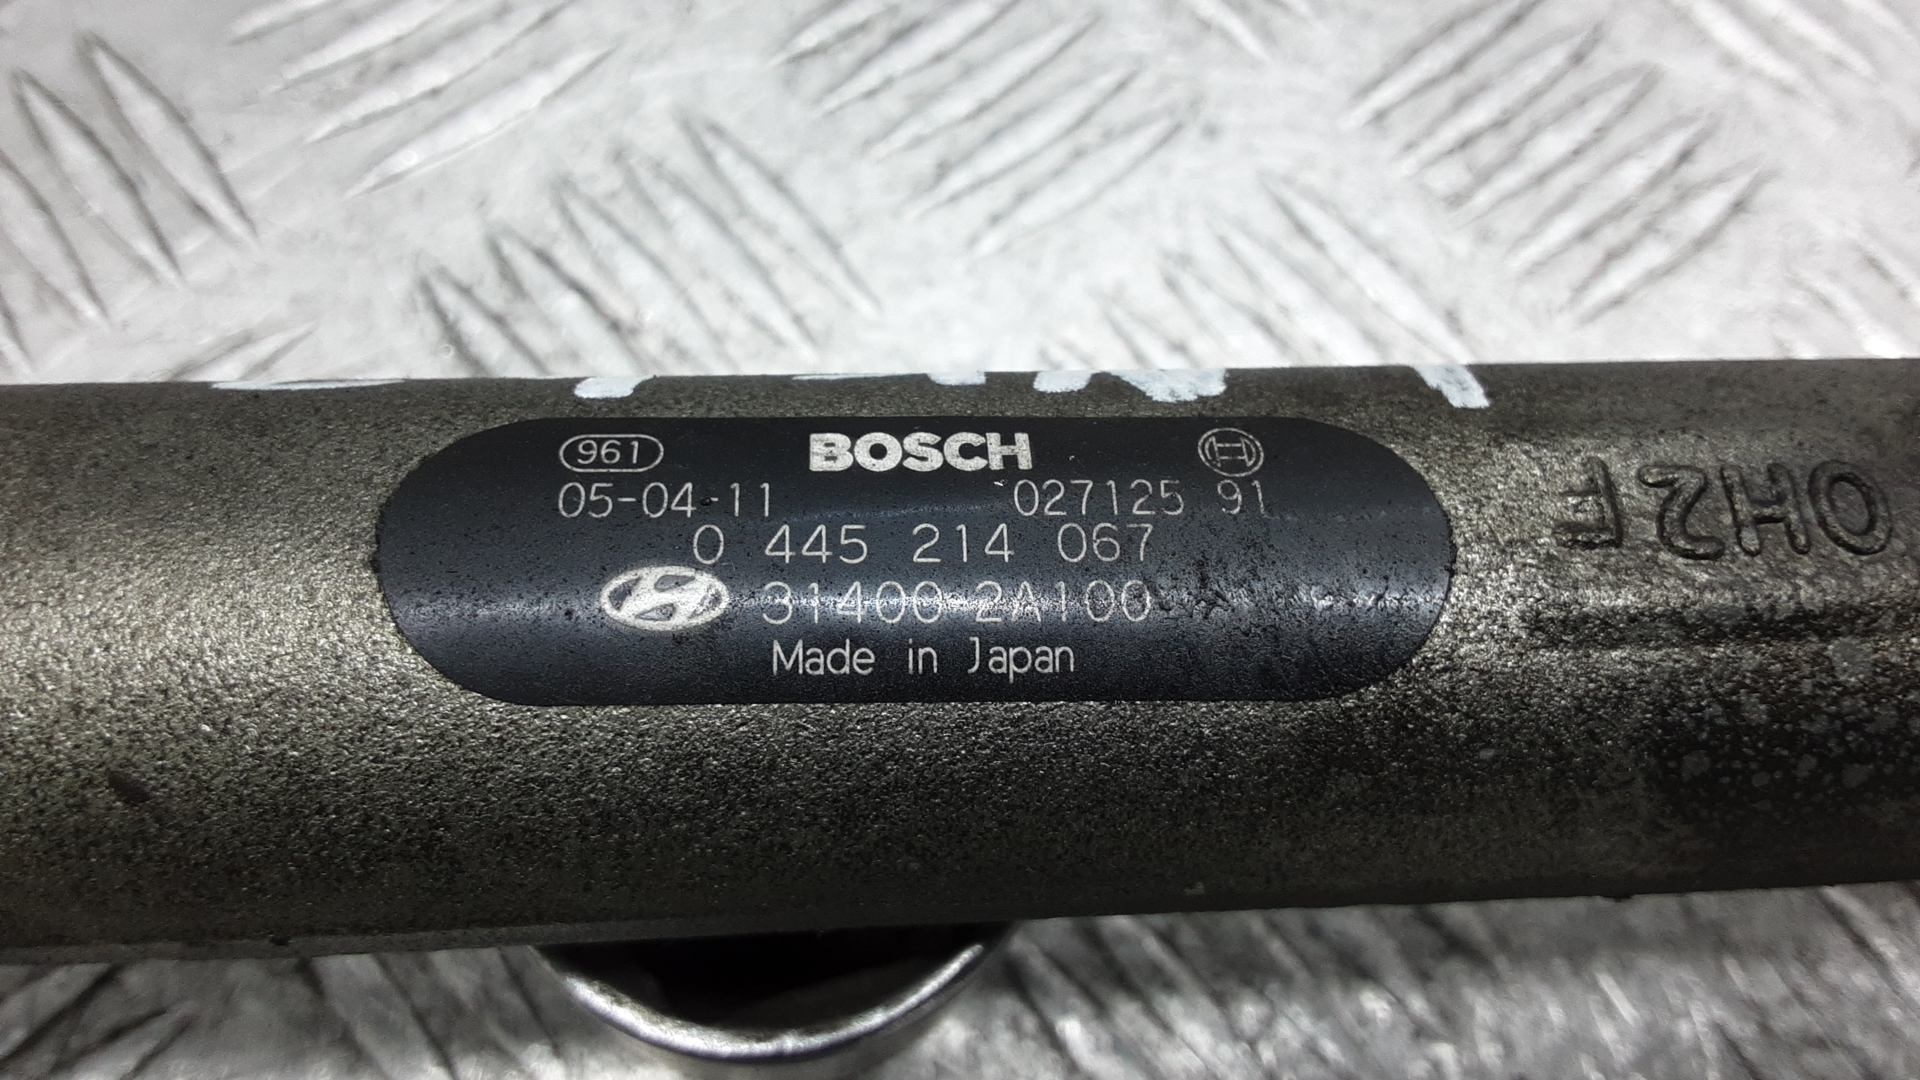 961 BOSCH
05-04-11 027125 91
0 445 214 067
31400-2A100
Made in Japan
OH2F